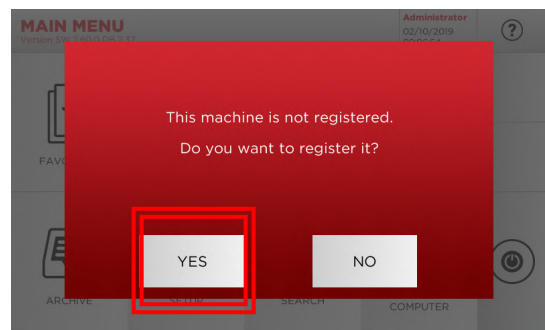 MAIN MENU
Administrator
02/10/2019
This machine is not registered.
Do you want to register it?
YES
NO
ARCHIVE
SETUP
SEARCH
COMPUTER